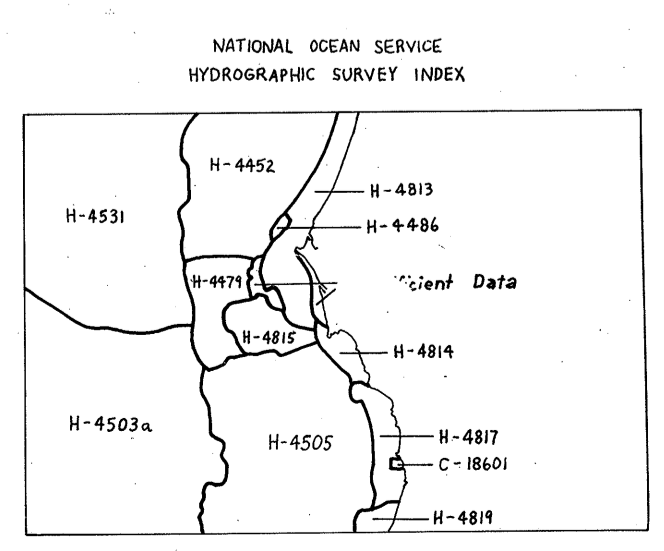 NATIONAL OCEAN SERVICE
HYDROGRAPHIC SURVEY INDEX
H-4452
H-4813
H-4531
H-4486
H-4479
Data
H-4815
H-4814
H-4503a
H-4505
H-4817
C-18601
H-4819